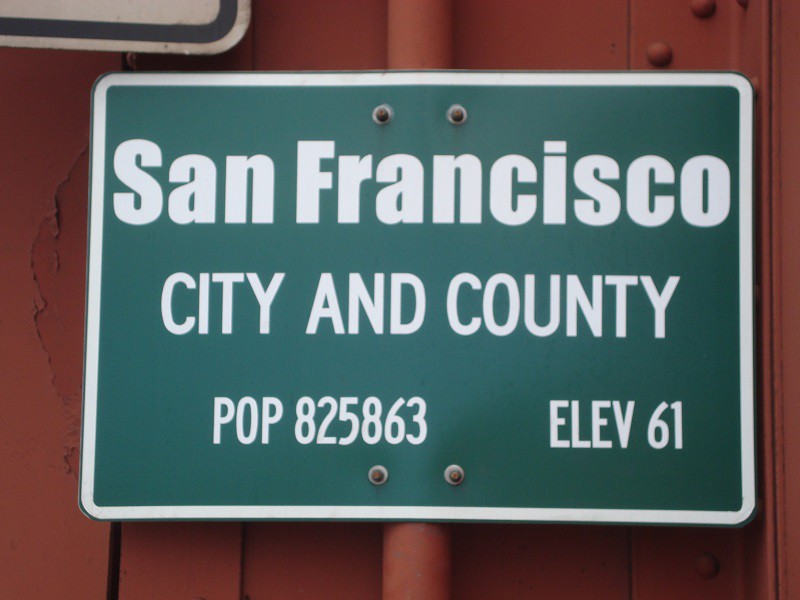 San Francisco
CITY AND COUNTY
POP 825863 ELEV 61